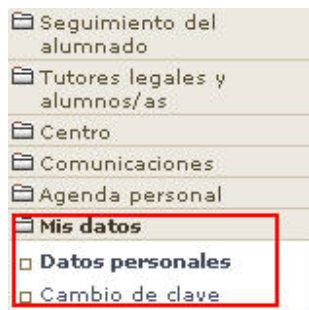 Seguimiento del
alumnado
Tutores legales y
alumnos/as
Centro
Comunicaciones
Agenda personal
Mis datos
Datos personales
Cambio de clave